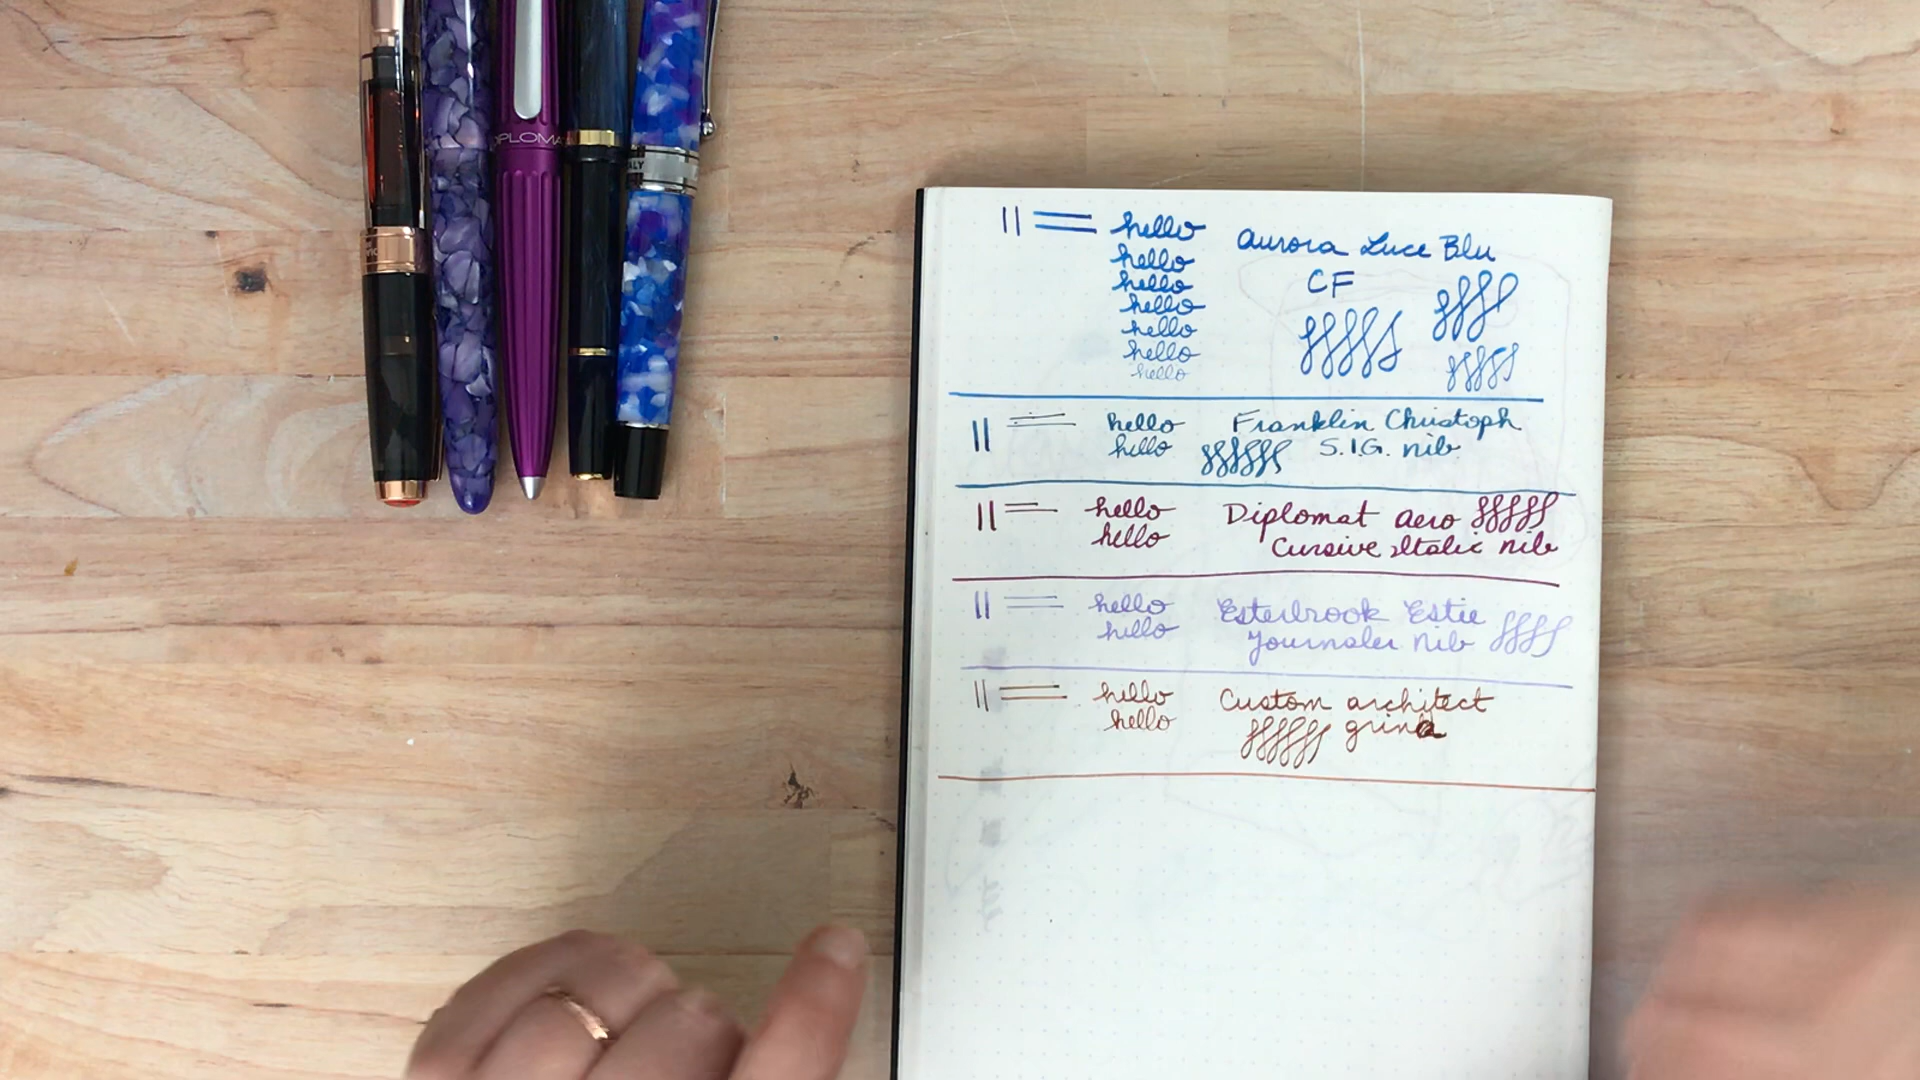 DIPLOMA
ALY
hello Aurora Luce Blu
hello CF
hello
hello
hello
hello
hello
hello Franklin Christoph
hello S.I.G. nib
hello Diplomat Aero
hello Cursive Italic nib
hello Esterbrook Estie
hello Journaler Nib
hello Custom architect
hello grind